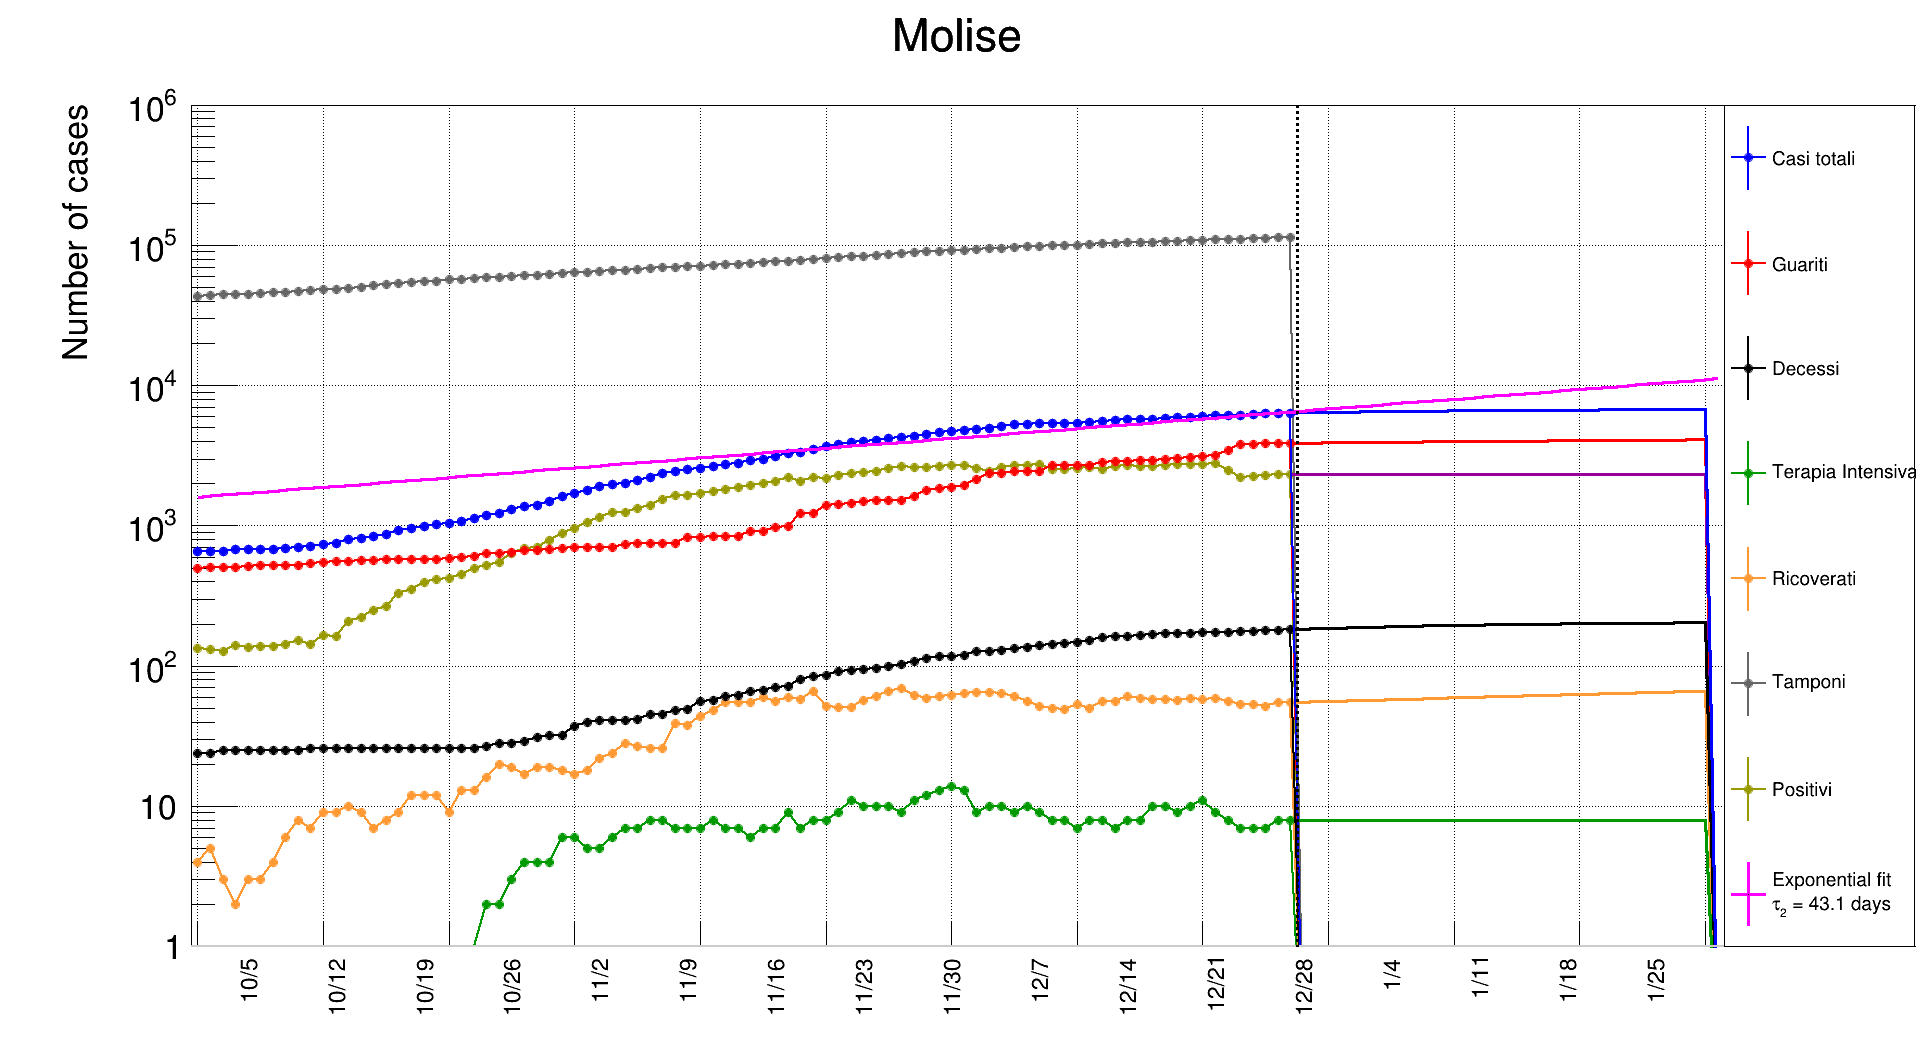 Molise
Number of cases
10^6
10^5
10^4
10^3
10^2
10
1
10/5
10/12
10/19
10/26
11/2
11/9
11/16
11/23
11/30
12/7
12/14
12/21
12/28
1/4
1/11
1/18
1/25
Casi totali
Guariti
Decessi
Terapia Intensiva
Ricoverati
Tamponi
Positivi
Exponential fit
τ₂ = 43.1 days